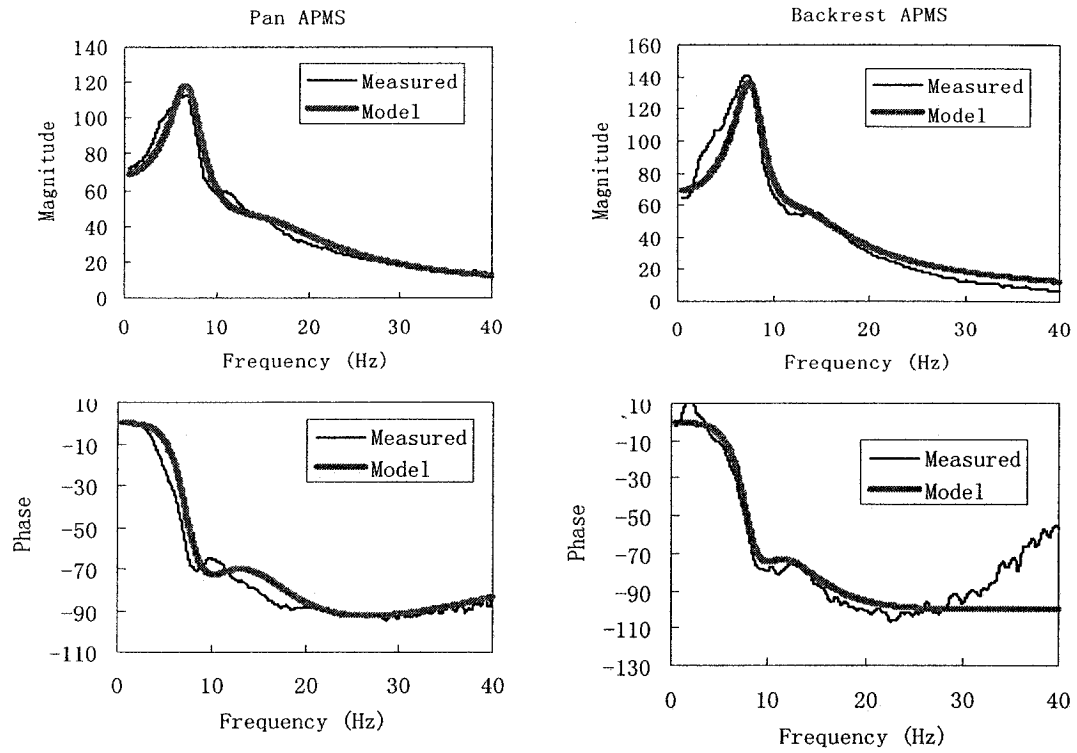 Pan APMS
140
120
100
80
60
40
20
0
Magnitude
Measured
Model
0 10 20 30 40
Frequency (Hz)
Backrest APMS
160
140
120
100
80
60
40
20
0
Magnitude
Measured
Model
0 10 20 30 40
Frequency (Hz)
10
-10
-30
-50
-70
-90
-110
Phase
Measured
Model
0 10 20 30 40
Frequency (Hz)
10
-10
-30
-50
-70
-90
-110
-130
Phase
Measured
Model
0 10 20 30 40
Frequency (Hz)